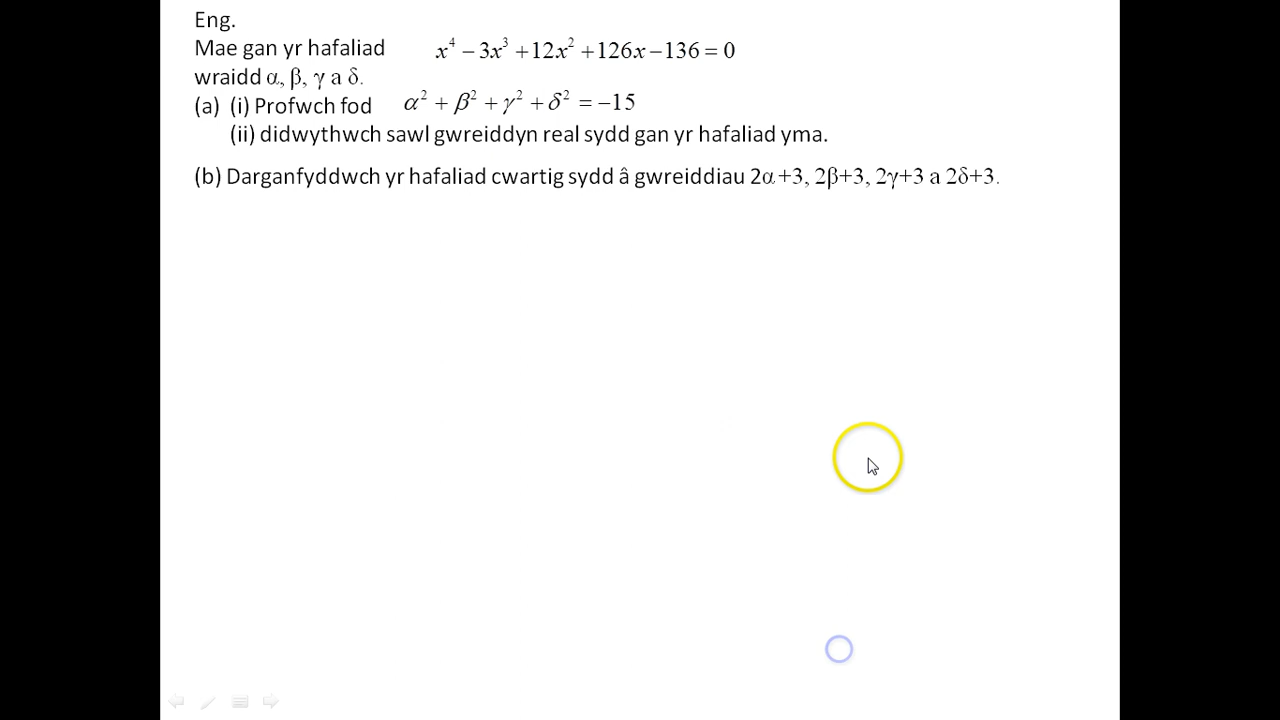 Eng.
Mae gan yr hafaliad x⁴ − 3x³ + 12x² + 126x − 136 = 0
wraidd α, β, γ a δ.
(a) (i) Profwch fod α² + β² + γ² + δ² = −15
(ii) didwythwch sawl gwreiddyn real sydd gan yr hafaliad yma.
(b) Darganfyddwch yr hafaliad cwartig sydd â gwreiddiau 2α+3, 2β+3, 2γ+3 a 2δ+3.